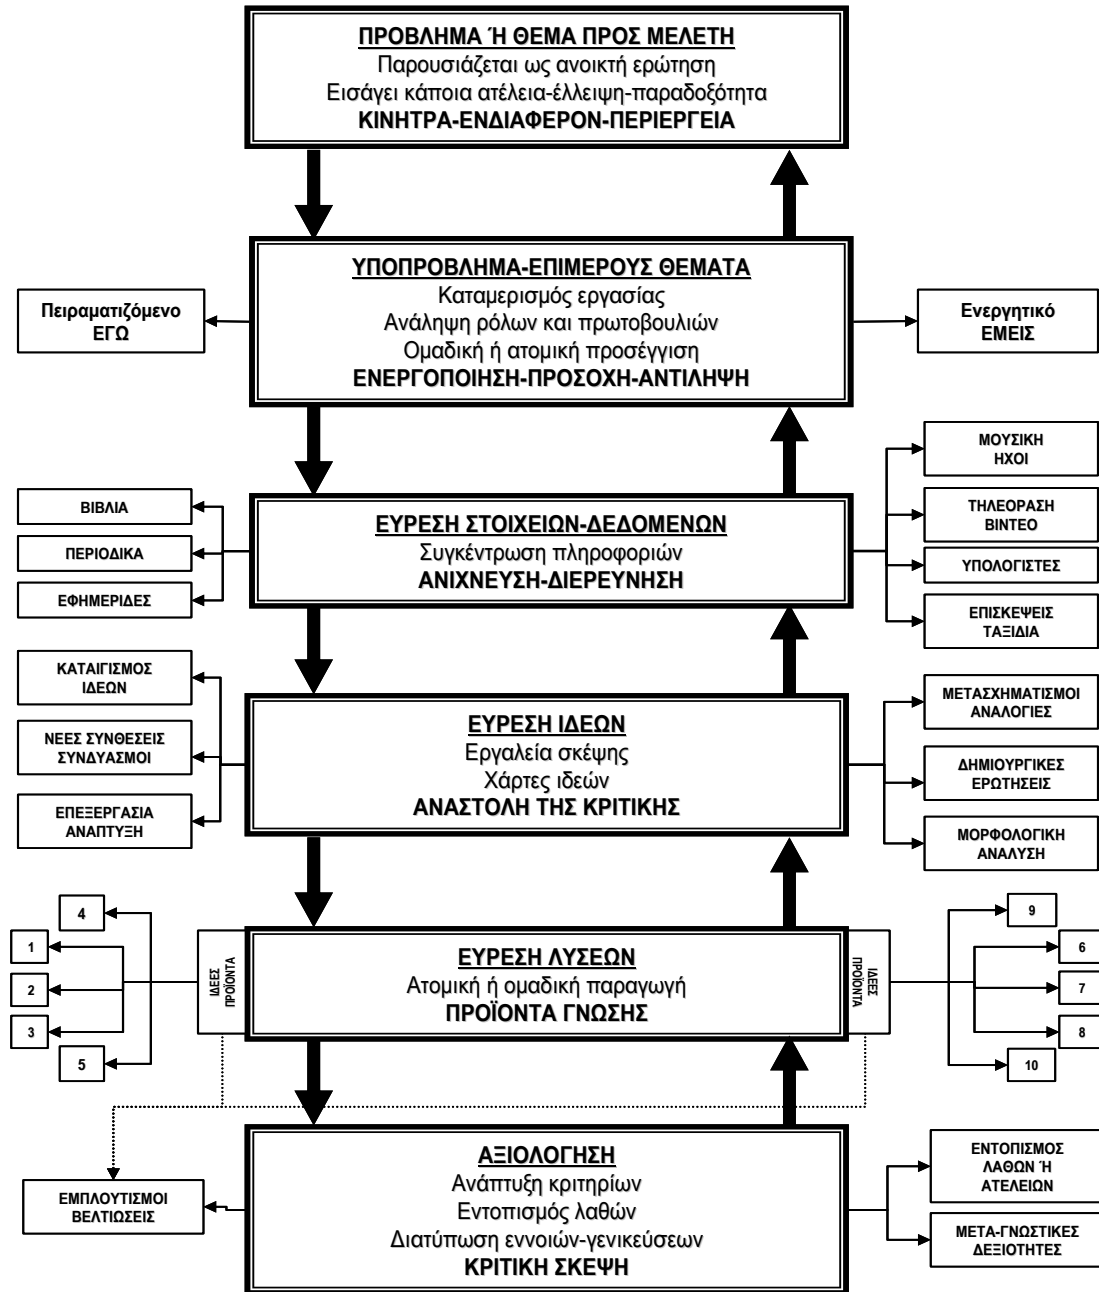 ΠΡΟΒΛΗΜΑ Ή ΘΕΜΑ ΠΡΟΣ ΜΕΛΕΤΗ
Παρουσιάζεται ως ανοικτή ερώτηση
Εισάγει κάποια ατέλεια-έλλειψη-παραδοξότητα
ΚΙΝΗΤΡΑ-ΕΝΔΙΑΦΕΡΟΝ-ΠΕΡΙΕΡΓΕΙΑ
ΥΠΟΠΡΟΒΛΗΜΑ-ΕΠΙΜΕΡΟΥΣ ΘΕΜΑΤΑ
Καταμερισμός εργασίας
Ανάληψη ρόλων και πρωτοβουλιών
Ομαδική ή ατομική προσέγγιση
ΕΝΕΡΓΟΠΟΙΗΣΗ-ΠΡΟΣΟΧΗ-ΑΝΤΙΛΗΨΗ
Πειραματιζόμενο
ΕΓΩ
Ενεργητικό
ΕΜΕΙΣ
ΕΥΡΕΣΗ ΣΤΟΙΧΕΙΩΝ-ΔΕΔΟΜΕΝΩΝ
Συγκέντρωση πληροφοριών
ΑΝΙΧΝΕΥΣΗ-ΔΙΕΡΕΥΝΗΣΗ
ΒΙΒΛΙΑ
ΠΕΡΙΟΔΙΚΑ
ΕΦΗΜΕΡΙΔΕΣ
ΜΟΥΣΙΚΗ
ΗΧΟΙ
ΤΗΛΕΟΡΑΣΗ
ΒΙΝΤΕΟ
ΥΠΟΛΟΓΙΣΤΕΣ
ΕΠΙΣΚΕΨΕΙΣ
ΤΑΞΙΔΙΑ
ΕΥΡΕΣΗ ΙΔΕΩΝ
Εργαλεία σκέψης
Χάρτες ιδεών
ΑΝΑΣΤΟΛΗ ΤΗΣ ΚΡΙΤΙΚΗΣ
ΚΑΤΑΙΓΙΣΜΟΣ
ΙΔΕΩΝ
ΝΕΕΣ ΣΥΝΘΕΣΕΙΣ
ΣΥΝΔΥΑΣΜΟΙ
ΕΠΕΞΕΡΓΑΣΙΑ
ΑΝΑΠΤΥΞΗ
ΜΕΤΑΣΧΗΜΑΤΙΣΜΟΙ
ΑΝΑΛΟΓΙΕΣ
ΔΗΜΙΟΥΡΓΙΚΕΣ
ΕΡΩΤΗΣΕΙΣ
ΜΟΡΦΟΛΟΓΙΚΗ
ΑΝΑΛΥΣΗ
ΕΥΡΕΣΗ ΛΥΣΕΩΝ
Ατομική ή ομαδική παραγωγή
ΠΡΟΪΟΝΤΑ ΓΝΩΣΗΣ
ΙΔΕΕΣ
ΠΡΟΪΟΝΤΑ
4
1
2
3
5
ΙΔΕΕΣ
ΠΡΟΪΟΝΤΑ
9
6
7
8
10
ΑΞΙΟΛΟΓΗΣΗ
Ανάπτυξη κριτηρίων
Εντοπισμός λαθών
Διατύπωση εννοιών-γενικεύσεων
ΚΡΙΤΙΚΗ ΣΚΕΨΗ
ΕΜΠΛΟΥΤΙΣΜΟΙ
ΒΕΛΤΙΩΣΕΙΣ
ΕΝΤΟΠΙΣΜΟΣ
ΛΑΘΩΝ Ή
ΑΤΕΛΕΙΩΝ
ΜΕΤΑ-ΓΝΩΣΤΙΚΕΣ
ΔΕΞΙΟΤΗΤΕΣ